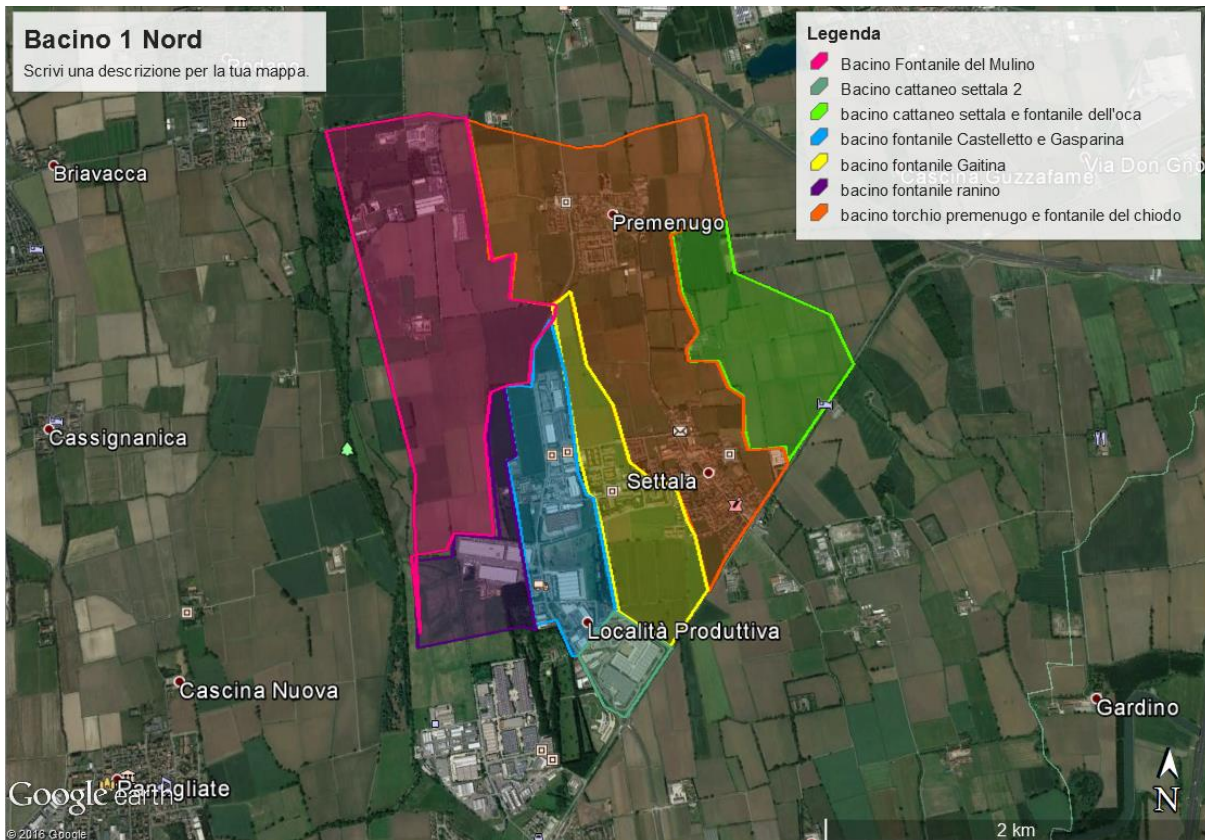 Bacino 1 Nord
Scrivi una descrizione per la tua mappa.
Legenda
Bacino Fontanile del Mulino
Bacino cattaneo settala 2
bacino cattaneo settala e fontanile dell'oca
bacino fontanile Castelletto e Gasparina
bacino fontanile Gaitina
bacino fontanile ranino
bacino torchio premenugo e fontanile del chiodo
Briavacca
Cascina Guzzafame
Via Don Gno
Premenugo
Cassignanica
Settala
Località Produttiva
Cascina Nuova
Gardino
Pantigliate
Google earth
© 2016 Google
N
2 km